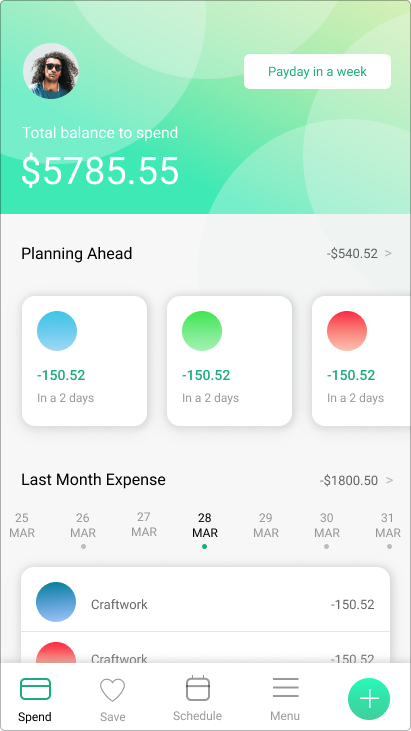 Payday in a week
Total balance to spend
$5785.55
Planning Ahead
-$540.52 >
-150.52
In a 2 days
-150.52
In a 2 days
-150.52
In a 2 days
Last Month Expense
-$1800.50 >
25 26 27 28 29 30 31
MAR MAR MAR MAR MAR MAR MAR
Craftwork -150.52
Craftwork -150.52
Spend Save Schedule Menu